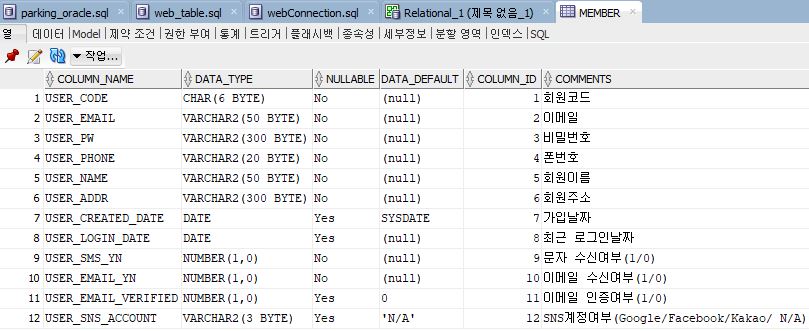 parking_oracle.sql web_table.sql webConnection.sql Relational_1 (제목 없음_1) MEMBER
열 데이터 Model 제약 조건 권한 부여 통계 트리거 플래시백 종속성 세부정보 분할 영역 인덱스 SQL
작업...
COLUMN_NAME DATA_TYPE NULLABLE DATA_DEFAULT COLUMN_ID COMMENTS
1 USER_CODE CHAR(6 BYTE) No (null) 1 회원코드
2 USER_EMAIL VARCHAR2(50 BYTE) No (null) 2 이메일
3 USER_PW VARCHAR2(300 BYTE) No (null) 3 비밀번호
4 USER_PHONE VARCHAR2(20 BYTE) No (null) 4 폰번호
5 USER_NAME VARCHAR2(50 BYTE) No (null) 5 회원이름
6 USER_ADDR VARCHAR2(300 BYTE) No (null) 6 회원주소
7 USER_CREATED_DATE DATE Yes SYSDATE 7 가입날짜
8 USER_LOGIN_DATE DATE Yes (null) 8 최근 로그인날짜
9 USER_SMS_YN NUMBER(1,0) No (null) 9 문자 수신여부(1/0)
10 USER_EMAIL_YN NUMBER(1,0) No (null) 10 이메일 수신여부(1/0)
11 USER_EMAIL_VERIFIED NUMBER(1,0) Yes 0 11 이메일 인증여부(1/0)
12 USER_SNS_ACCOUNT VARCHAR2(3 BYTE) Yes 'N/A' 12 SNS계정여부(Google/Facebook/Kakao/ N/A)